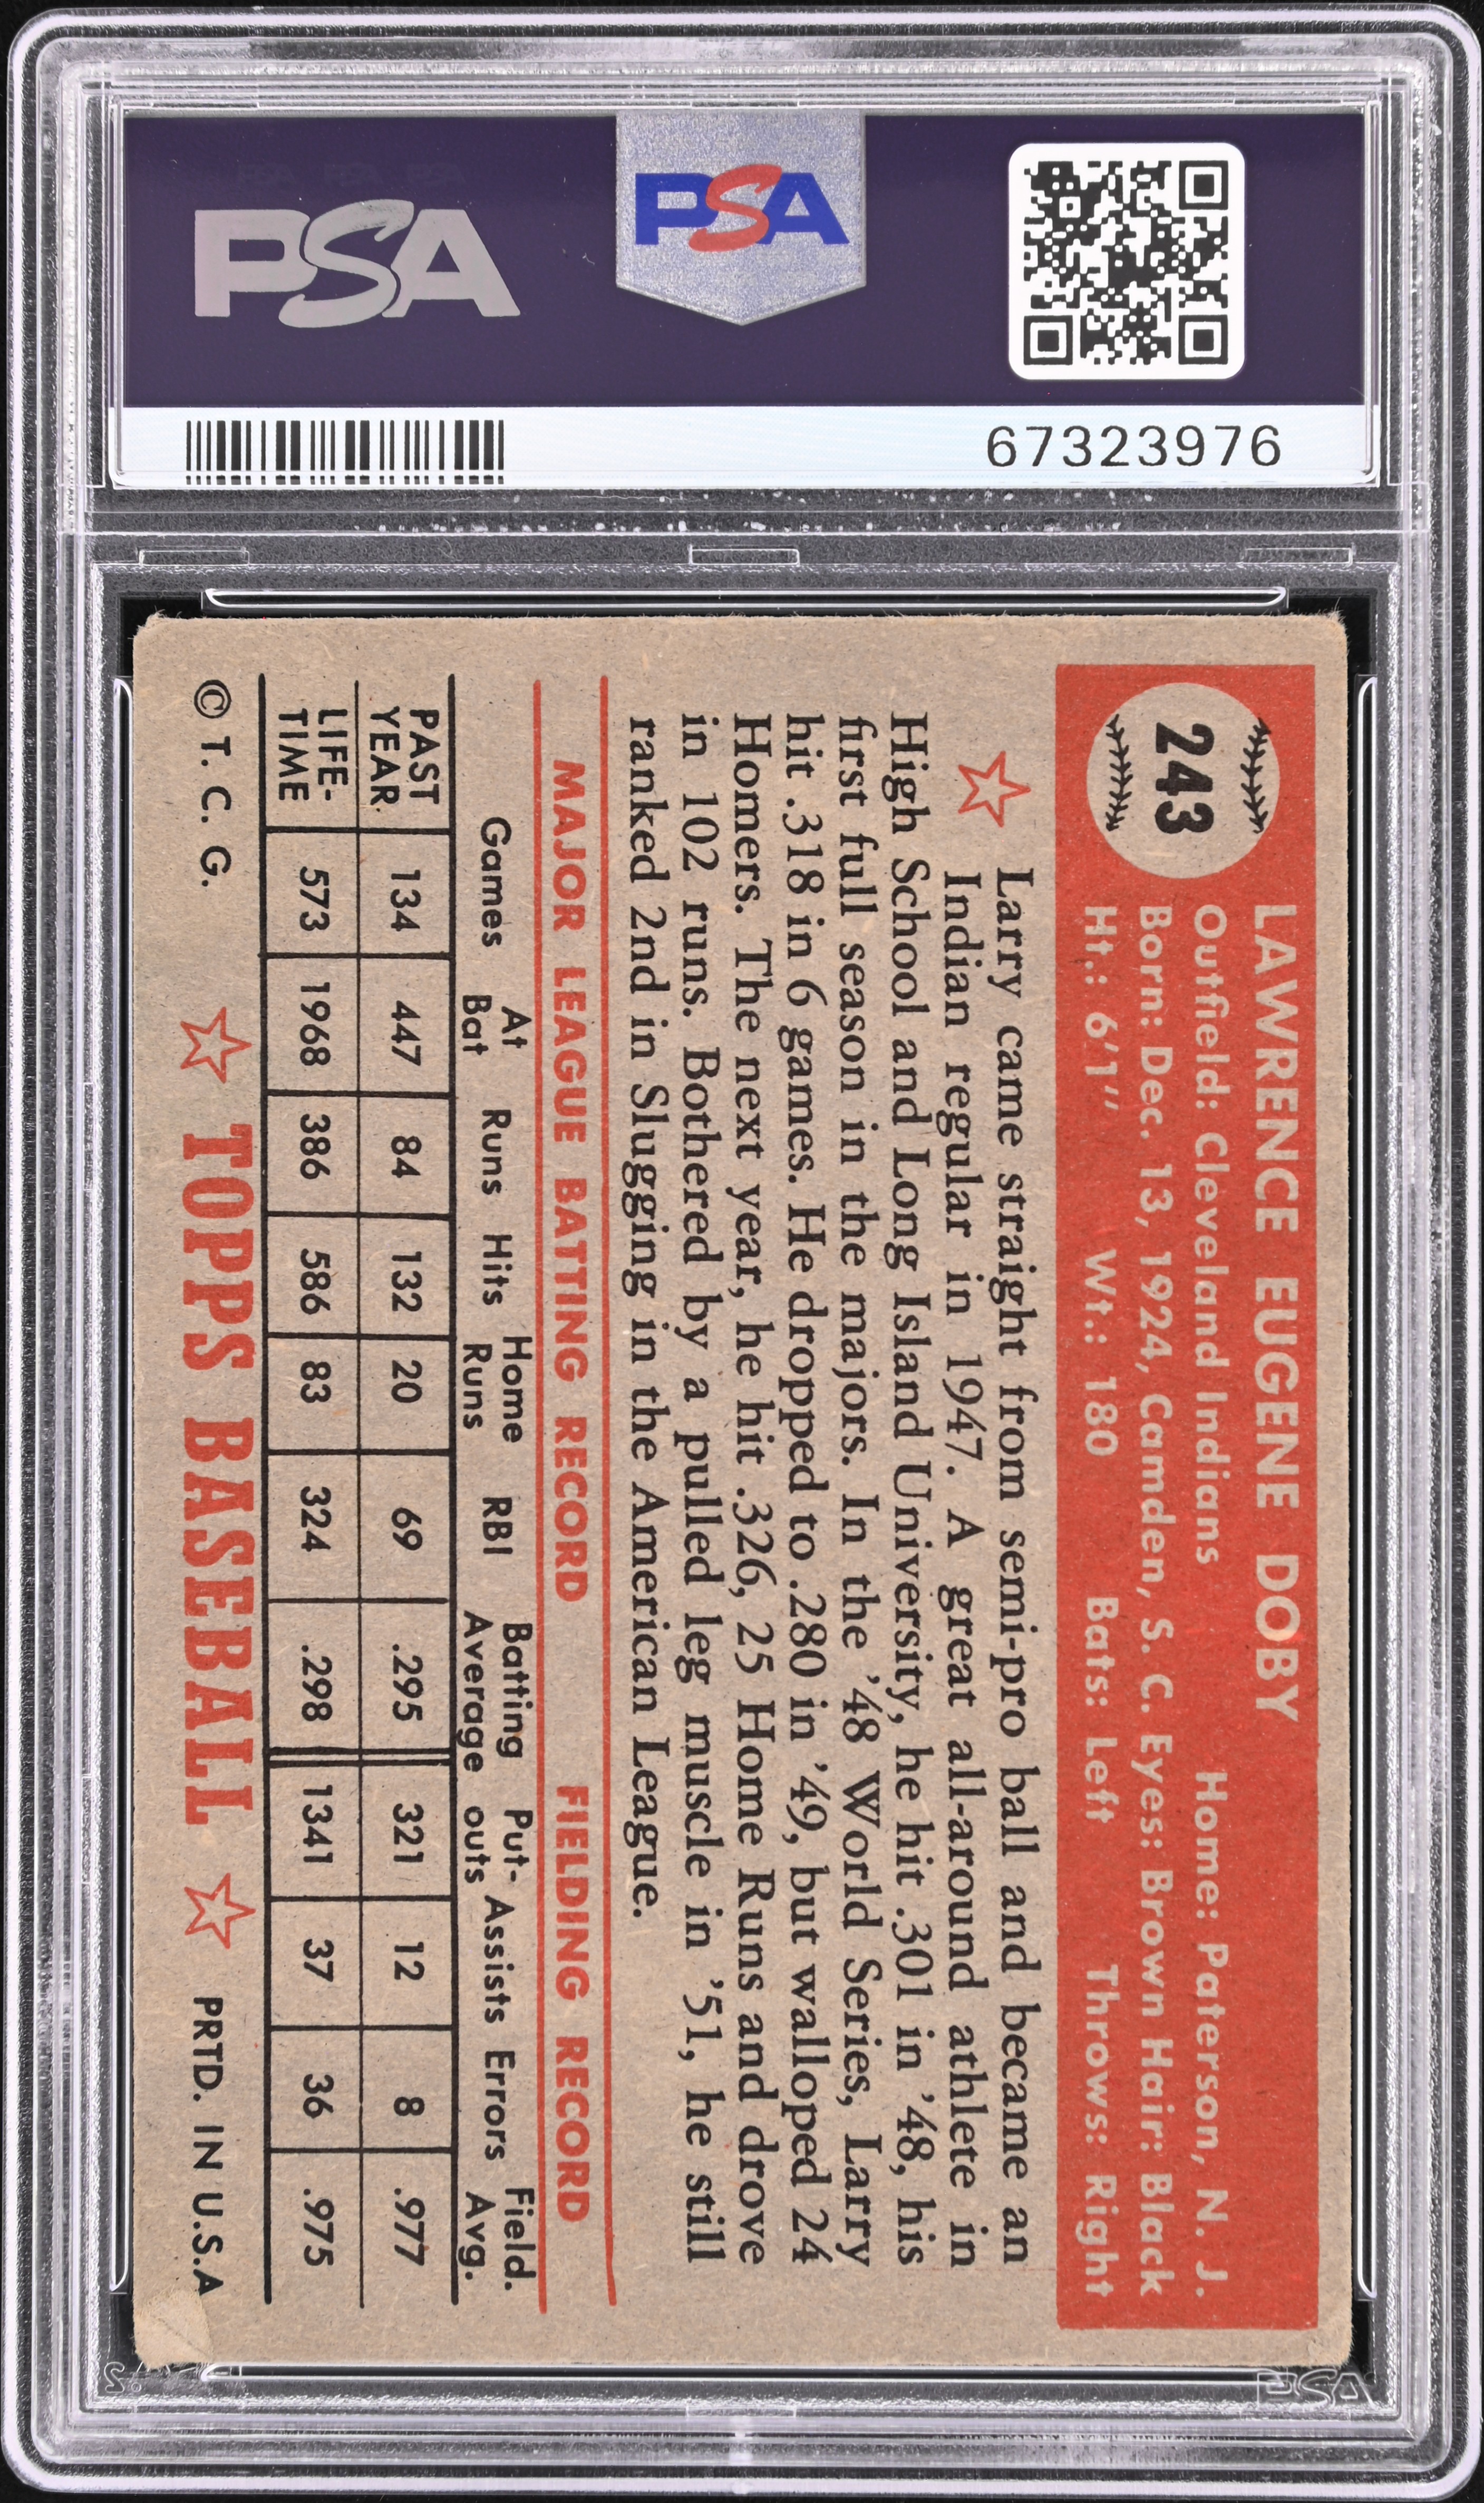 PSA
PSA
67323976
243
LAWRENCE EUGENE DOBY
Outfield: Cleveland Indians Home: Paterson, N. J.
Born: Dec. 13, 1924, Camden, S. C. Eyes: Brown Hair: Black
Ht.: 6'1" Wt.: 180 Bats: Left Throws: Right
Larry came straight from semi-pro ball and became an
Indian regular in 1947. A great all-around athlete in
High School and Long Island University, he hit .301 in '48, his
first full season in the majors. In the '48 World Series, Larry
hit .318 in 6 games. He dropped to .280 in '49, but walloped 24
Homers. The next year, he hit .326, 25 Home Runs and drove
in 102 runs. Bothered by a pulled leg muscle in '51, he still
ranked 2nd in Slugging in the American League.
MAJOR LEAGUE BATTING RECORD FIELDING RECORD
Games At Bat Runs Hits Home Runs RBI Batting Average Put-outs Assists Errors Field. Avg.
PAST YEAR 134 447 84 132 20 69 .295 321 12 8 .977
LIFE-TIME 573 1968 386 586 83 324 .298 1341 37 36 .975
© T. C. G. TOPPS BASEBALL PRTD. IN U.S.A
PSA